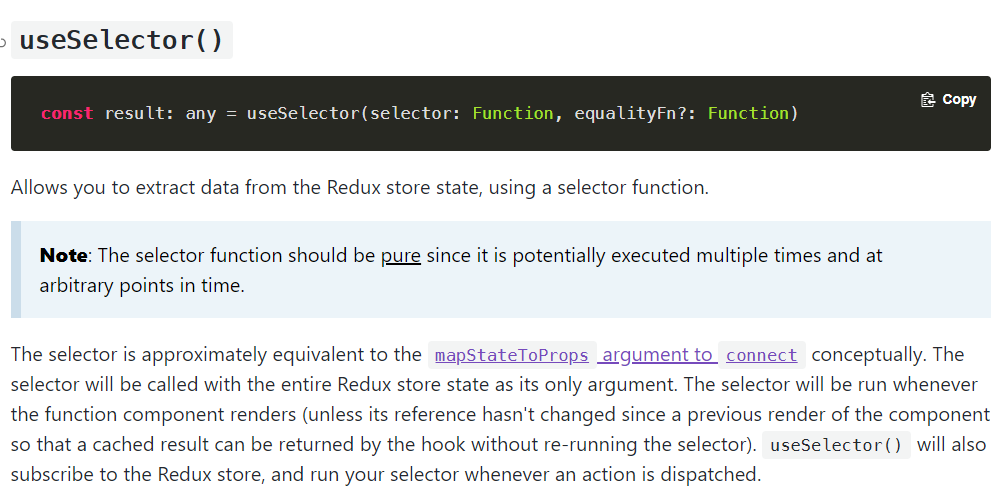 useSelector()
Copy
const result: any = useSelector(selector: Function, equalityFn?: Function)
Allows you to extract data from the Redux store state, using a selector function.
Note: The selector function should be pure since it is potentially executed multiple times and at
arbitrary points in time.
The selector is approximately equivalent to the mapStateToProps argument to connect conceptually. The
selector will be called with the entire Redux store state as its only argument. The selector will be run whenever
the function component renders (unless its reference hasn't changed since a previous render of the component
so that a cached result can be returned by the hook without re-running the selector). useSelector() will also
subscribe to the Redux store, and run your selector whenever an action is dispatched.